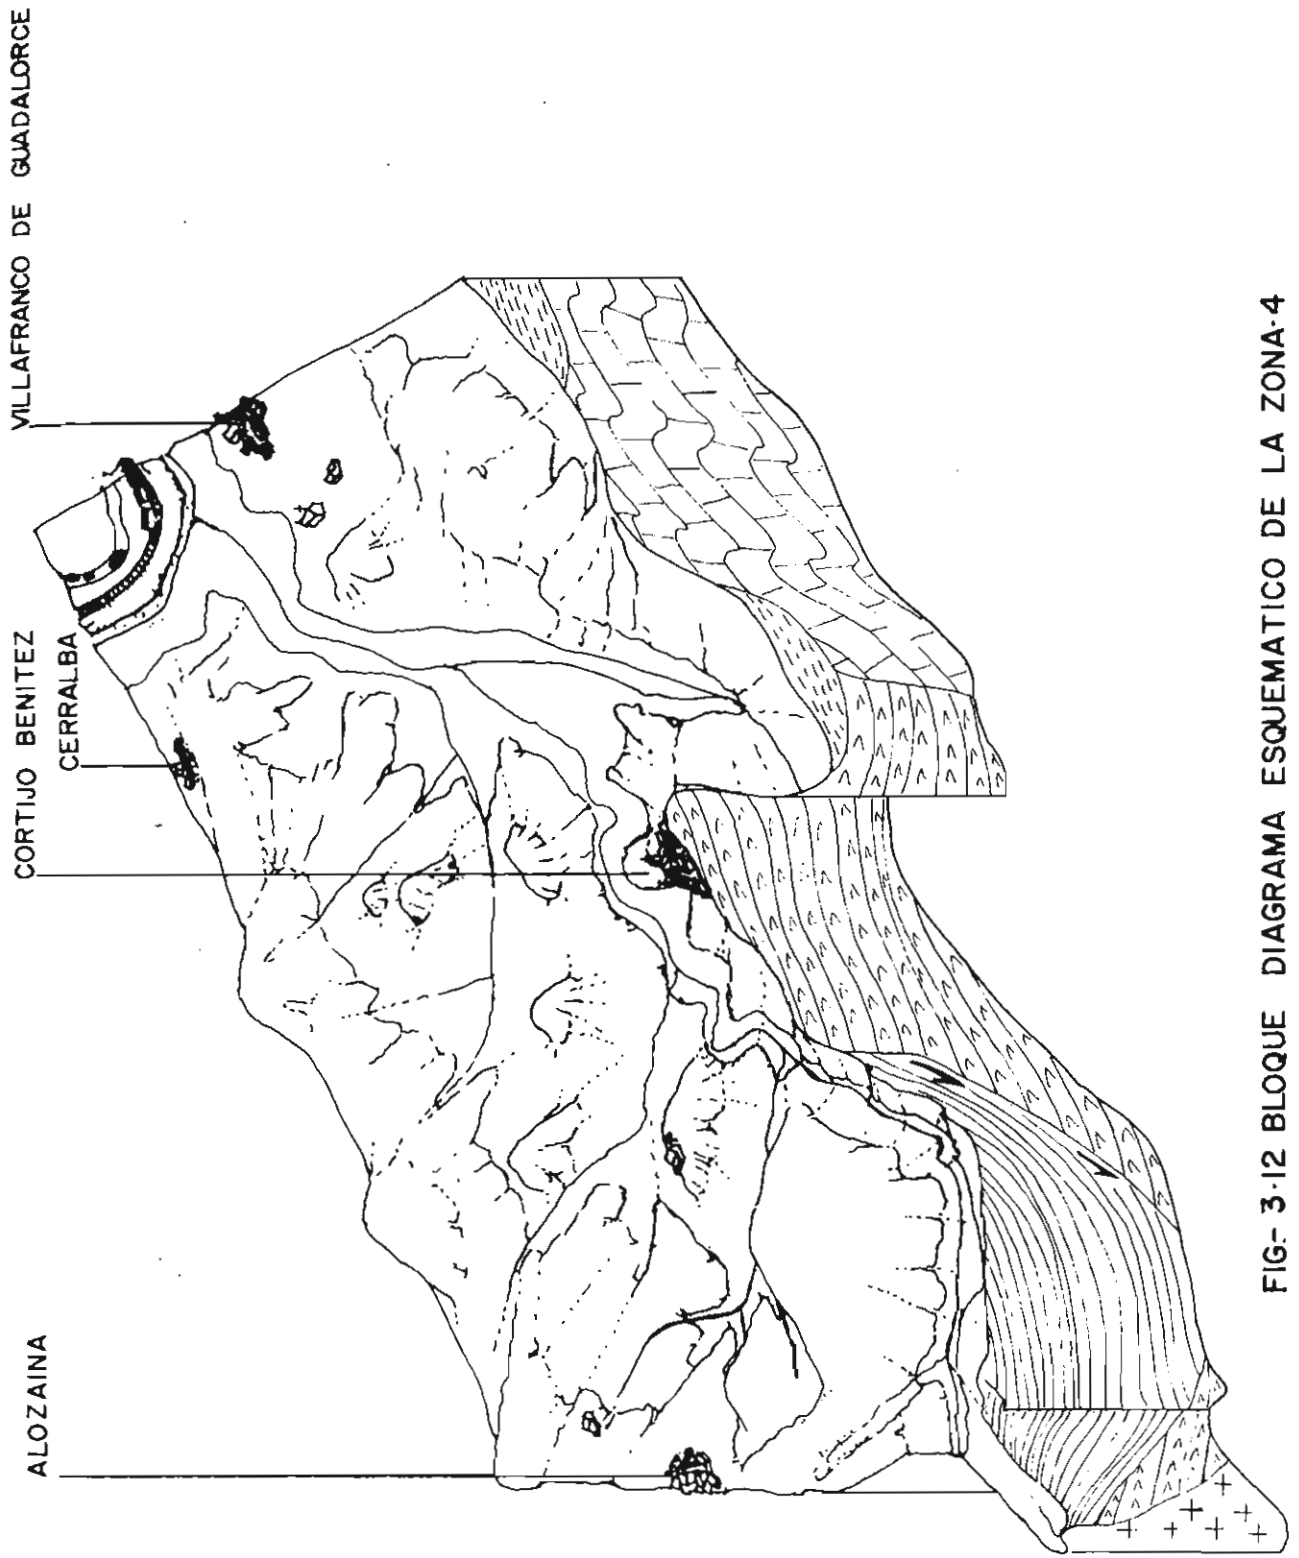 ALOZAINA
CORTIJO BENITEZ
CERRALBA
VILLAFRANCO DE GUADALORCE
FIG.- 3·12 BLOQUE DIAGRAMA ESQUEMATICO DE LA ZONA-4